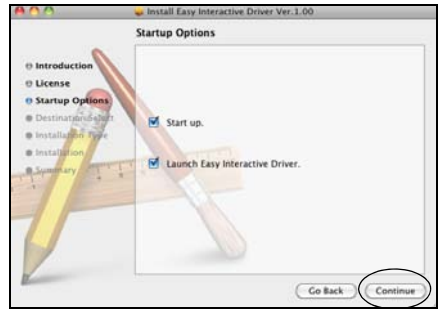 Install Easy Interactive Driver Ver.1.00
Startup Options
Introduction
License
Startup Options
Destination Select
Installation Type
Installation
Summary
Start up.
Launch Easy Interactive Driver.
Go Back
Continue